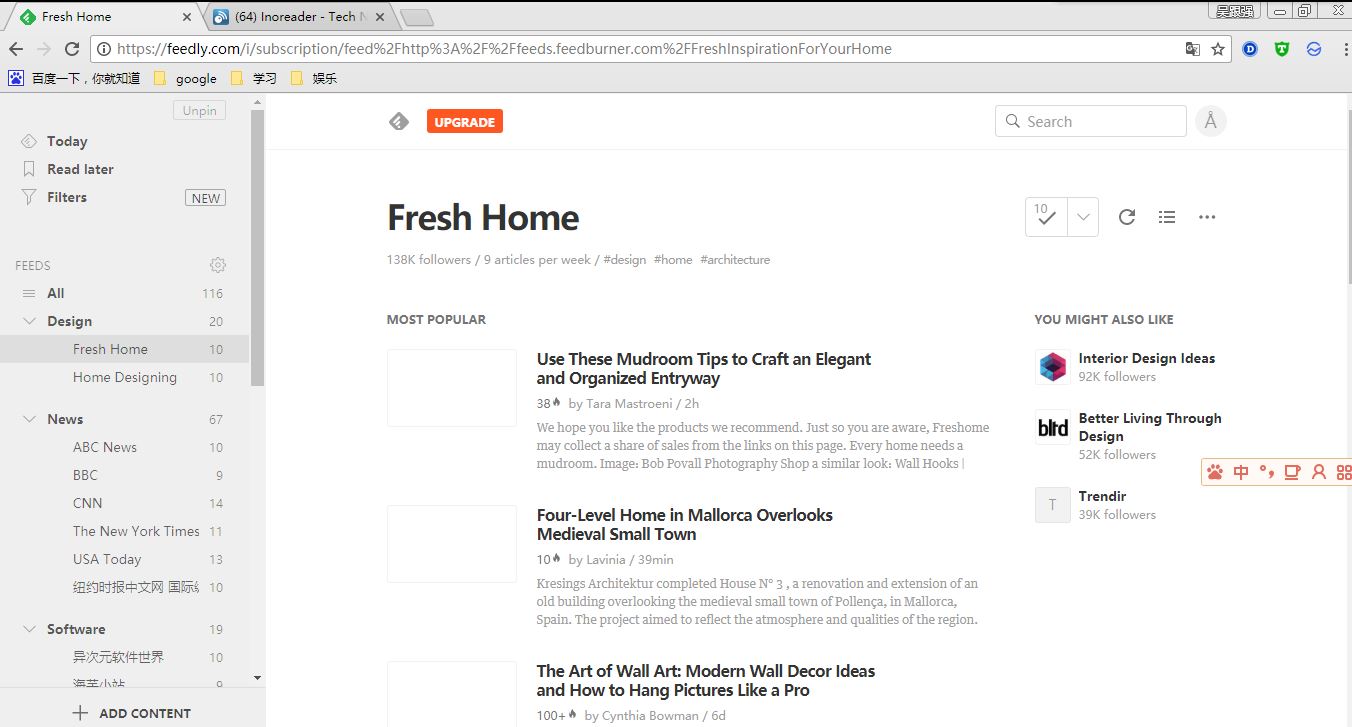 Fresh Home
(64) Inoreader - Tech N
https://feedly.com/i/subscription/feed%2Fhttp%3A%2F%2Ffeeds.feedburner.com%2FFreshInspirationForYourHome
百度一下，你就知道
google
学习
娱乐
Unpin
Today
Read later
Filters
NEW
FEEDS
All 116
Design 20
Fresh Home 10
Home Designing 10
News 67
ABC News 10
BBC 9
CNN 14
The New York Times 11
USA Today 13
纽约时报中文网 国际 10
Software 19
异次元软件世界 10
海芋小站 9
ADD CONTENT
UPGRADE
Search
Å
Fresh Home
10
138K followers / 9 articles per week / #design #home #architecture
MOST POPULAR
Use These Mudroom Tips to Craft an Elegant
and Organized Entryway
38 by Tara Mastroeni / 2h
We hope you like the products we recommend. Just so you are aware, Freshome
may collect a share of sales from the links on this page. Every home needs a
mudroom. Image: Bob Povall Photography Shop a similar look: Wall Hooks |
Four-Level Home in Mallorca Overlooks
Medieval Small Town
10 by Lavinia / 39min
Kresings Architektur completed House N° 3 , a renovation and extension of an
old building overlooking the medieval small town of Pollença, in Mallorca,
Spain. The project aimed to reflect the atmosphere and qualities of the region.
The Art of Wall Art: Modern Wall Decor Ideas
and How to Hang Pictures Like a Pro
100+ by Cynthia Bowman / 6d
YOU MIGHT ALSO LIKE
Interior Design Ideas
92K followers
bltd
Better Living Through
Design
52K followers
T
Trendir
39K followers
中